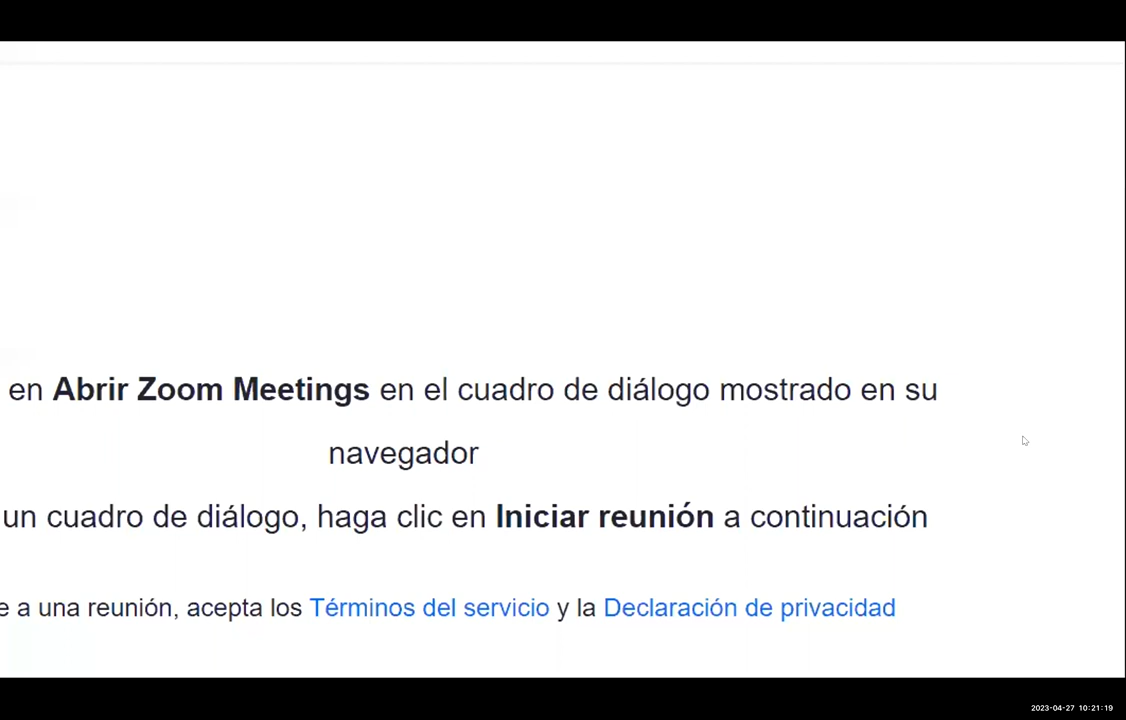 en Abrir Zoom Meetings en el cuadro de diálogo mostrado en su
navegador
un cuadro de diálogo, haga clic en Iniciar reunión a continuación
e a una reunión, acepta los Términos del servicio y la Declaración de privacidad
2023-04-27 10:21:19